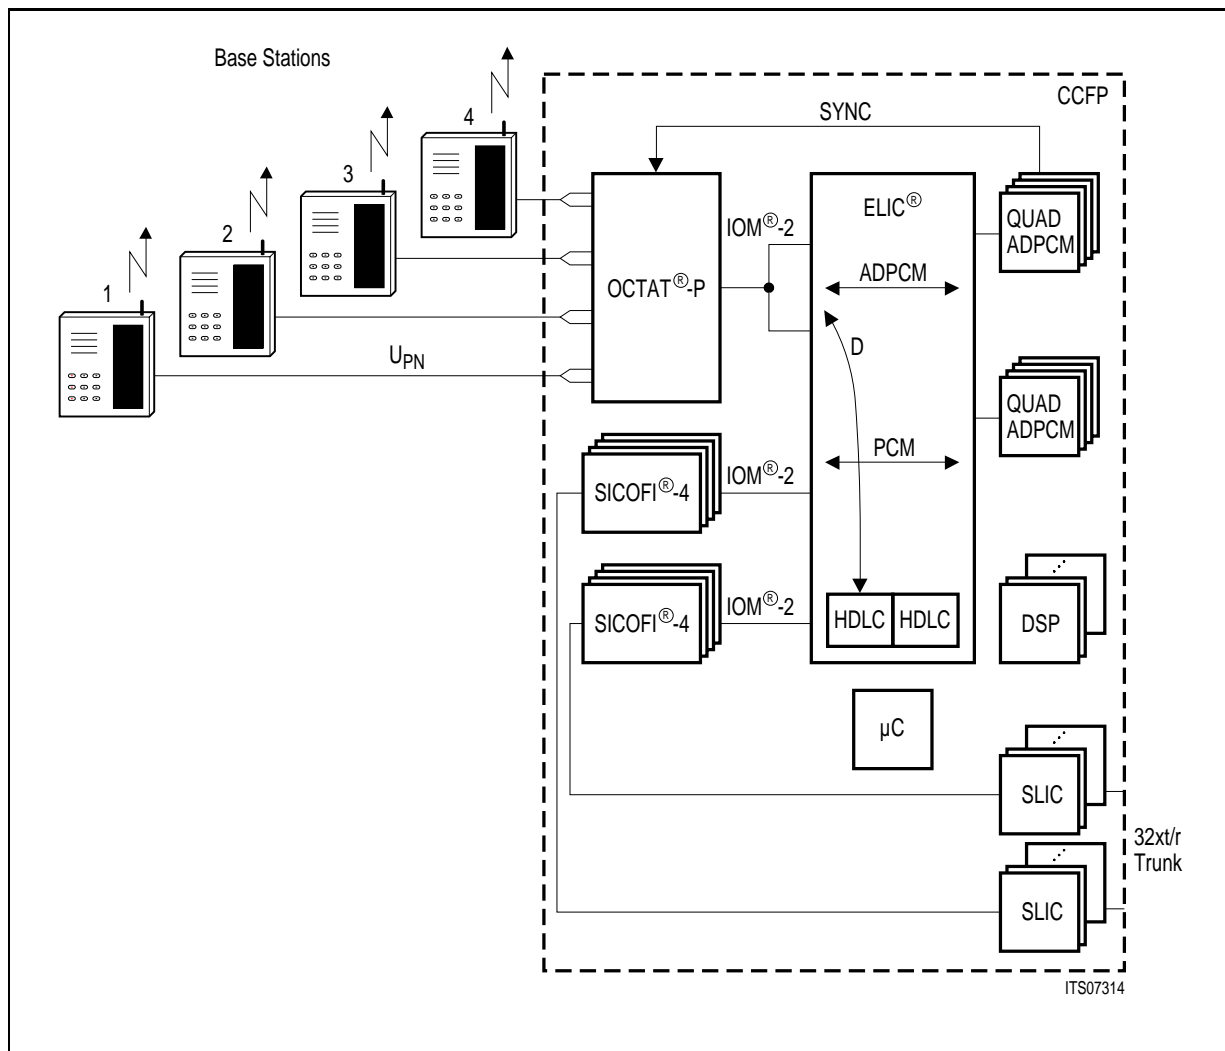 Base Stations
CCFP
SYNC
4
3
2
1
OCTAT®-P
IOM®-2
ELIC®
QUAD
ADPCM
ADPCM
D
UPN
QUAD
ADPCM
PCM
SICOFI®-4
IOM®-2
SICOFI®-4
IOM®-2
HDLC
HDLC
DSP
µC
SLIC
32xt/r
Trunk
SLIC
ITS07314